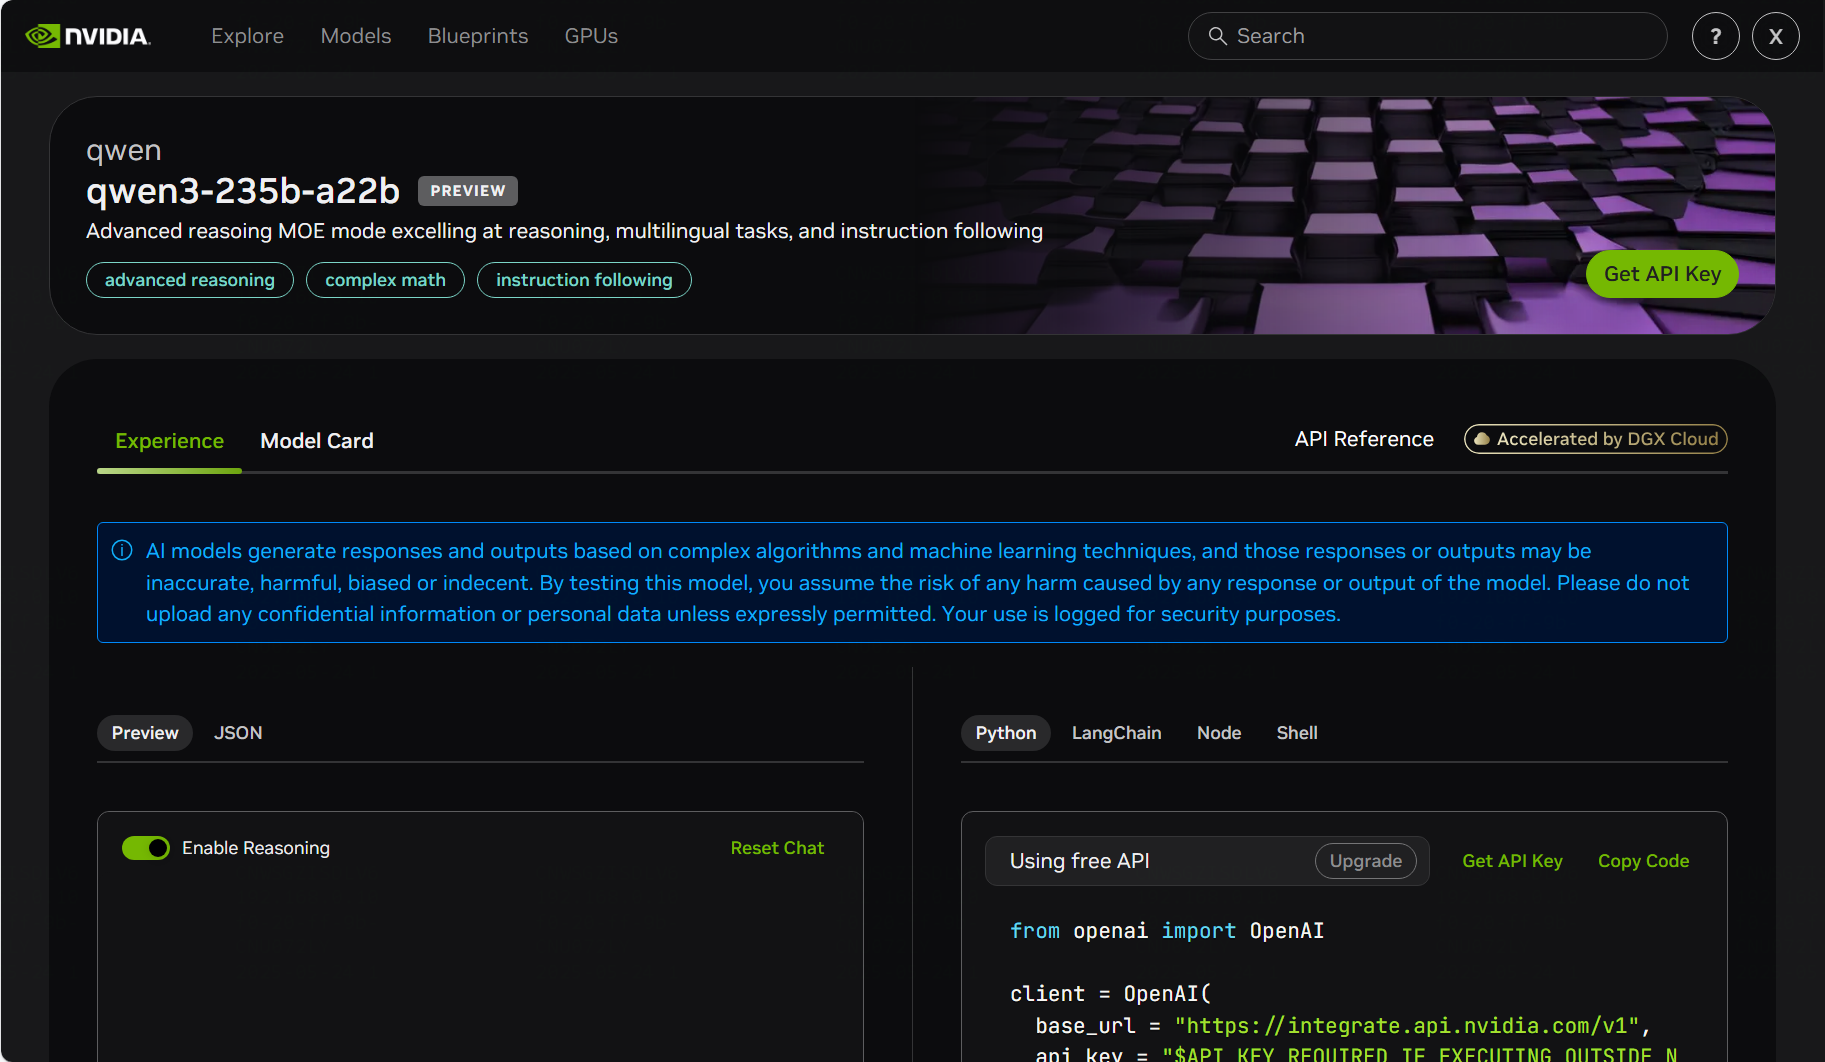 NVIDIA.
Explore
Models
Blueprints
GPUs
Search
?
X
qwen
qwen3-235b-a22b
PREVIEW
Advanced reasoing MOE mode excelling at reasoning, multilingual tasks, and instruction following
advanced reasoning
complex math
instruction following
Get API Key
Experience
Model Card
API Reference
Accelerated by DGX Cloud
AI models generate responses and outputs based on complex algorithms and machine learning techniques, and those responses or outputs may be
inaccurate, harmful, biased or indecent. By testing this model, you assume the risk of any harm caused by any response or output of the model. Please do not
upload any confidential information or personal data unless expressly permitted. Your use is logged for security purposes.
Preview
JSON
Enable Reasoning
Reset Chat
Python
LangChain
Node
Shell
Using free API
Upgrade
Get API Key
Copy Code
from openai import OpenAI
client = OpenAI(
base_url = "https://integrate.api.nvidia.com/v1",
api_key = "$API_KEY_REQUIRED_IF_EXECUTING_OUTSIDE_N